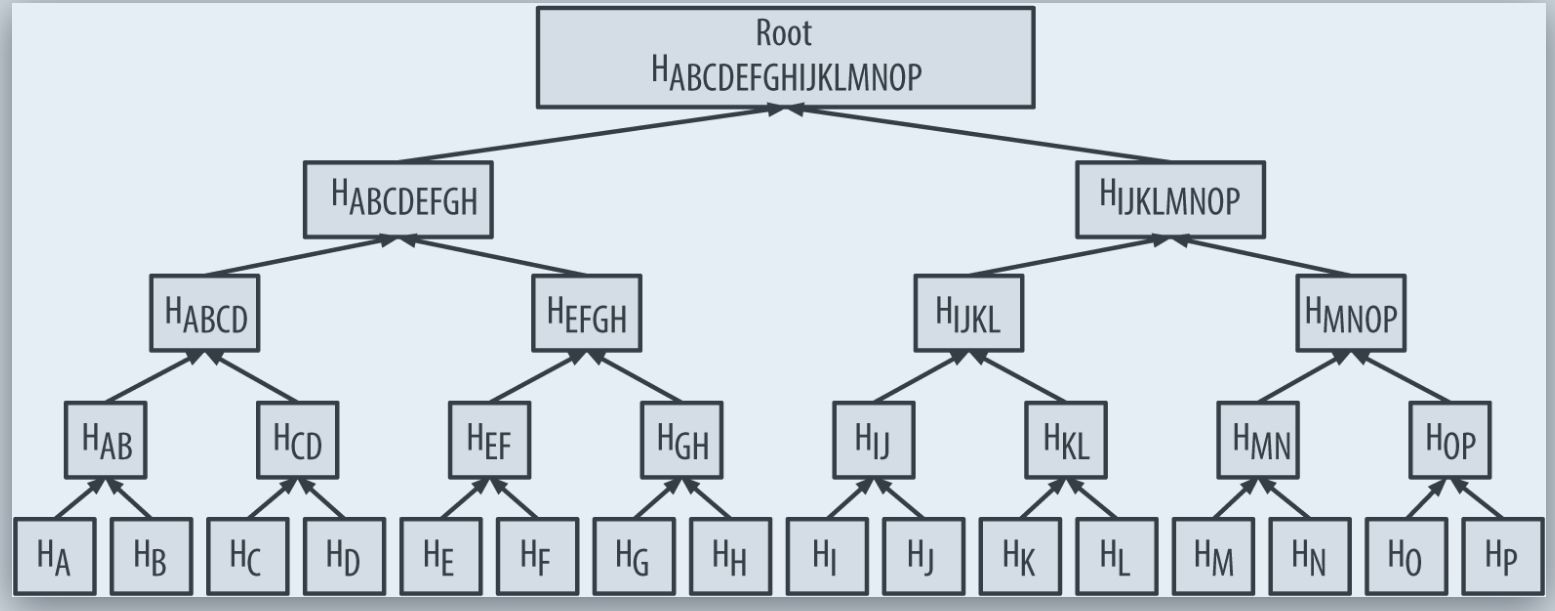 Root
HABCDEFGHIJKLMNOP
HABCDEFGH
HIJKLMNOP
HABCD
HEFGH
HIJKL
HMNOP
HAB
HCD
HEF
HGH
HIJ
HKL
HMN
HOP
HA
HB
HC
HD
HE
HF
HG
HH
HI
HJ
HK
HL
HM
HN
HO
HP